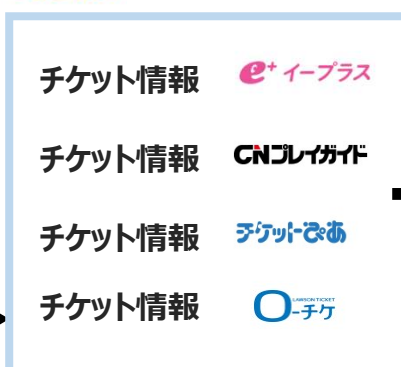 チケット情報 e+ イープラス
チケット情報 CNプレイガイド
チケット情報 チケットぴあ
チケット情報 LAWSON TICKET
O-チケ